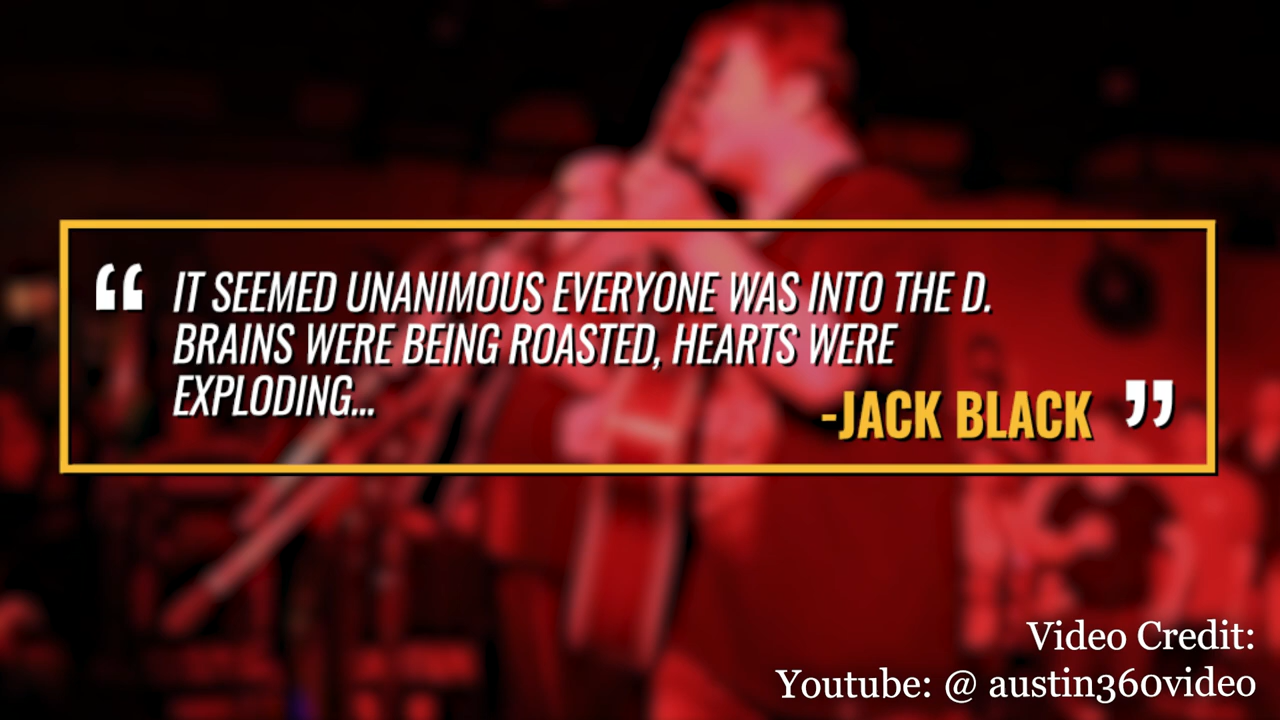 “ IT SEEMED UNANIMOUS EVERYONE WAS INTO THE D.
BRAINS WERE BEING ROASTED, HEARTS WERE
EXPLODING...
-JACK BLACK ”
Video Credit:
Youtube: @ austin360video